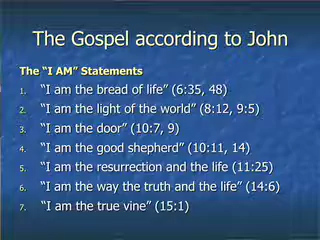 The Gospel according to John
The “I AM” Statements
1. “I am the bread of life” (6:35, 48)
2. “I am the light of the world” (8:12, 9:5)
3. “I am the door” (10:7, 9)
4. “I am the good shepherd” (10:11, 14)
5. “I am the resurrection and the life (11:25)
6. “I am the way the truth and the life” (14:6)
7. “I am the true vine” (15:1)